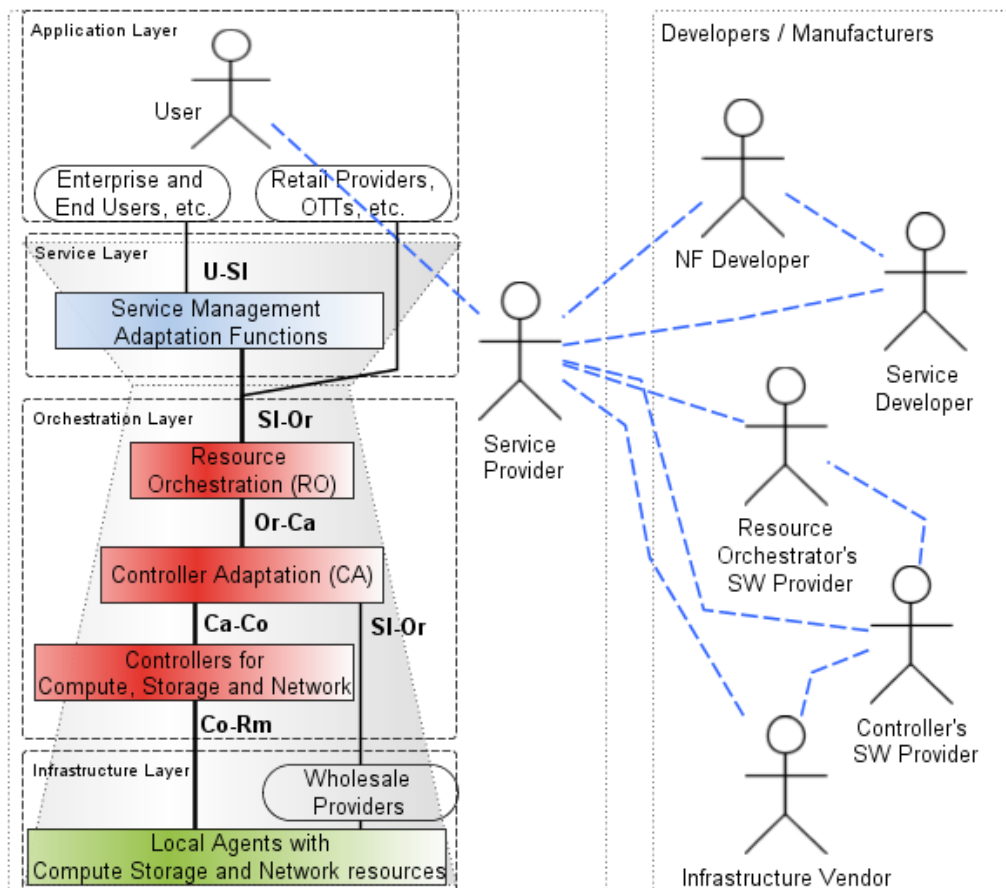 Application Layer
User
Enterprise and
End Users, etc.
Retail Providers,
OTTs, etc.
Service Layer
U-Sl
Service Management
Adaptation Functions
Orchestration Layer
Sl-Or
Resource
Orchestration (RO)
Or-Ca
Controller Adaptation (CA)
Ca-Co
Sl-Or
Controllers for
Compute, Storage and Network
Co-Rm
Infrastructure Layer
Wholesale
Providers
Local Agents with
Compute Storage and Network resources
Service
Provider
Developers / Manufacturers
NF Developer
Service
Developer
Resource
Orchestrator's
SW Provider
Controller's
SW Provider
Infrastructure Vendor